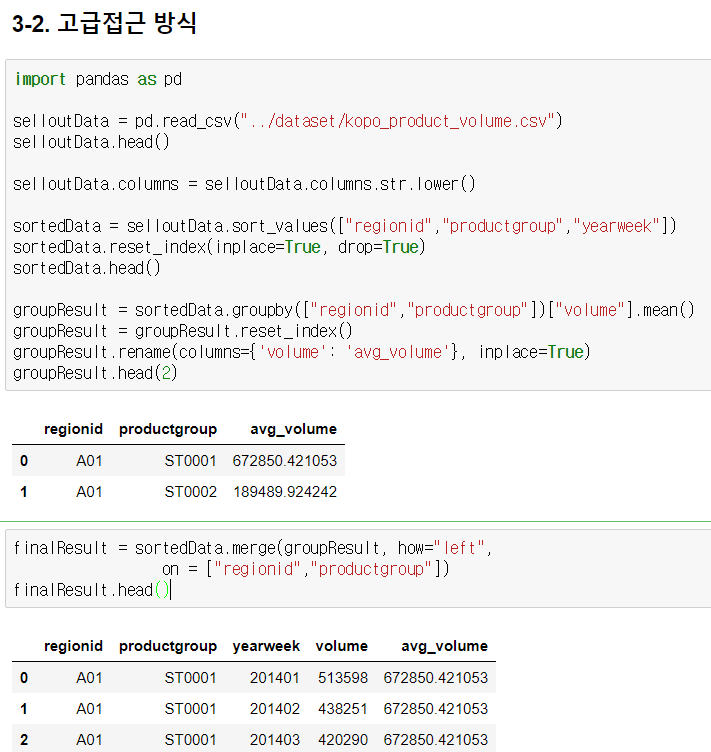 3-2. 고급접근 방식
import pandas as pd
selloutData = pd.read_csv("../dataset/kopo_product_volume.csv")
selloutData.head()
selloutData.columns = selloutData.columns.str.lower()
sortedData = selloutData.sort_values(["regionid","productgroup","yearweek"])
sortedData.reset_index(inplace=True, drop=True)
sortedData.head()
groupResult = sortedData.groupby(["regionid","productgroup"])["volume"].mean()
groupResult = groupResult.reset_index()
groupResult.rename(columns={'volume': 'avg_volume'}, inplace=True)
groupResult.head(2)
regionid productgroup avg_volume
0 A01 ST0001 672850.421053
1 A01 ST0002 189489.924242
finalResult = sortedData.merge(groupResult, how="left",
on = ["regionid","productgroup"])
finalResult.head()
regionid productgroup yearweek volume avg_volume
0 A01 ST0001 201401 513598 672850.421053
1 A01 ST0001 201402 438251 672850.421053
2 A01 ST0001 201403 420290 672850.421053